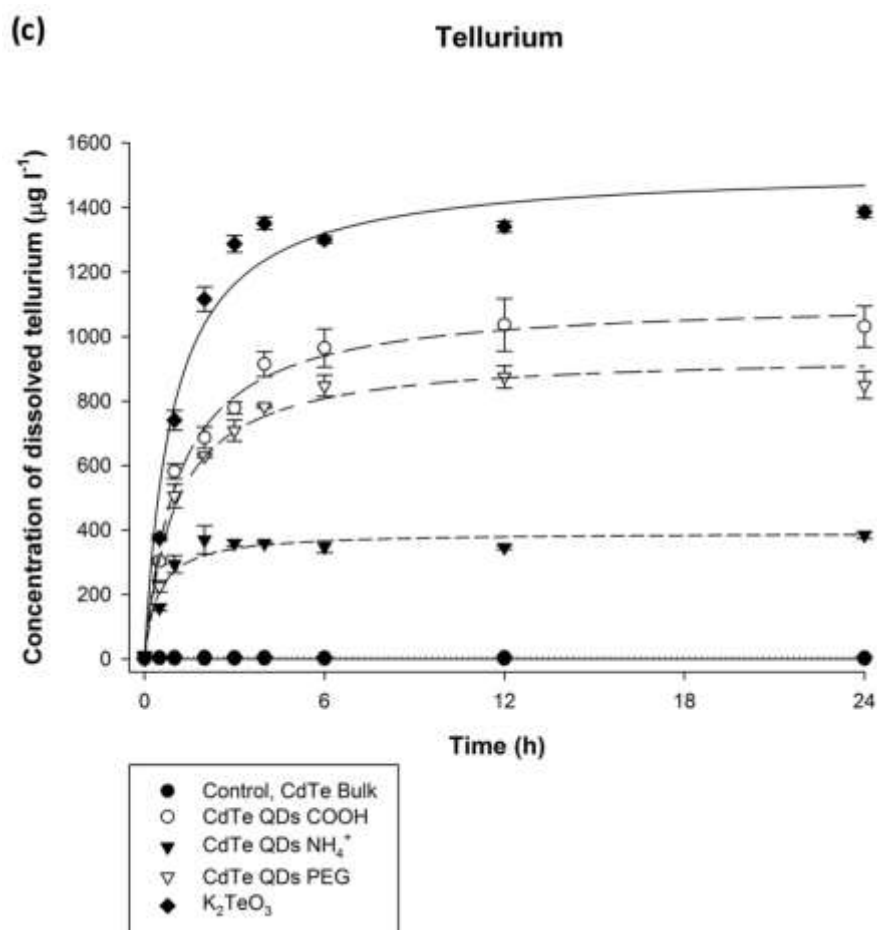 (c)
Tellurium
Concentration of dissolved tellurium (µg l⁻¹)
1600
1400
1200
1000
800
600
400
200
0
0
6
12
18
24
Time (h)
Control, CdTe Bulk
CdTe QDs COOH
CdTe QDs NH₄⁺
CdTe QDs PEG
K₂TeO₃